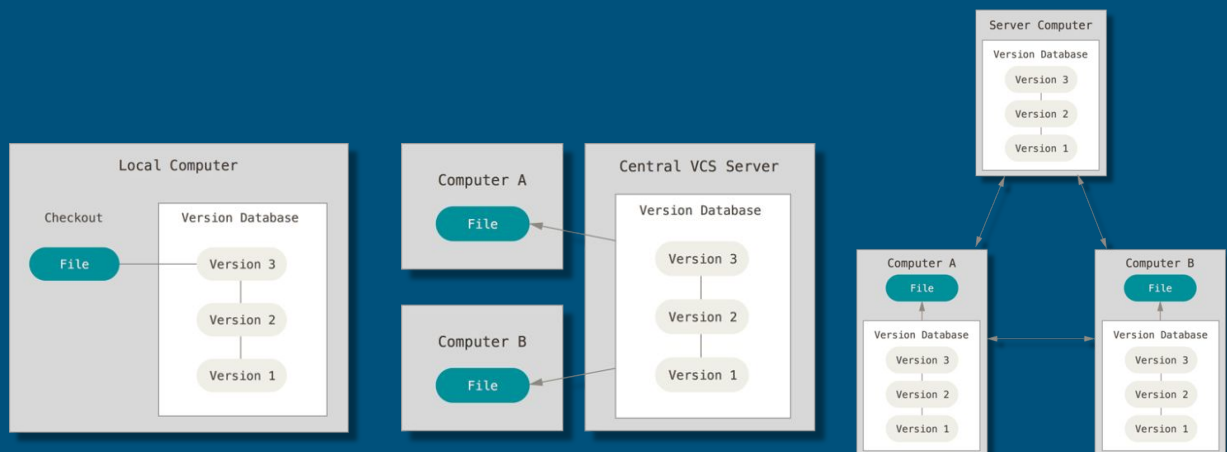 Local Computer
Checkout
Version Database
File
Version 3
Version 2
Version 1
Computer A
File
Computer B
File
Central VCS Server
Version Database
Version 3
Version 2
Version 1
Server Computer
Version Database
Version 3
Version 2
Version 1
Computer A
File
Version Database
Version 3
Version 2
Version 1
Computer B
File
Version Database
Version 3
Version 2
Version 1